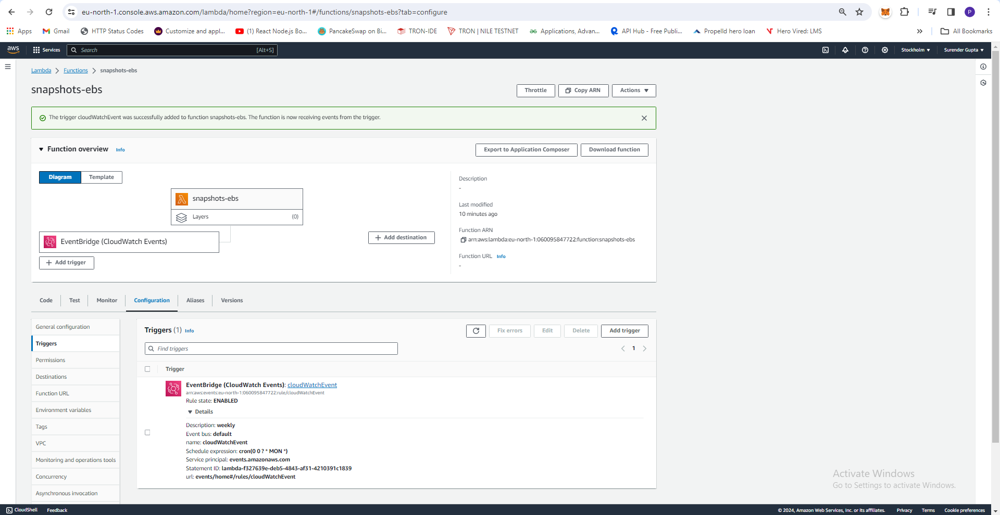 eu-north-1.console.aws.amazon.com/lambda/home?region=eu-north-1#/functions/snapshots-ebs?tab=configure
P
Apps Gmail HTTP Status Codes Customize and appl... (1) React Node.js Bo... PancakeSwap on Bi... TRON-IDE TRON | NILE TESTNET Applications, Advan... API Hub - Free Publi... Propelld hero loan Hero Vired: LMS » All Bookmarks
aws Services Search [Alt+S] Stockholm Surender Gupta
Lambda Functions snapshots-ebs
snapshots-ebs
Throttle Copy ARN Actions
The trigger cloudWatchEvent was successfully added to function snapshots-ebs. The function is now receiving events from the trigger.
Function overview Info
Export to Application Composer Download function
Diagram Template
snapshots-ebs
Layers (0)
EventBridge (CloudWatch Events)
Add trigger
Add destination
Description
-
Last modified
10 minutes ago
Function ARN
arn:aws:lambda:eu-north-1:060095847722:function:snapshots-ebs
Function URL Info
-
Code Test Monitor Configuration Aliases Versions
General configuration
Triggers
Permissions
Destinations
Function URL
Environment variables
Tags
VPC
Monitoring and operations tools
Concurrency
Asynchronous invocation
Triggers (1) Info
Fix errors Edit Delete Add trigger
Find triggers
1
Trigger
EventBridge (CloudWatch Events): cloudWatchEvent
arn:aws:events:eu-north-1:060095847722:rule/cloudWatchEvent
Rule state: ENABLED
Details
Description: weekly
Event bus: default
name: cloudWatchEvent
Schedule expression: cron(0 0 ? * MON *)
Service principal: events.amazonaws.com
Statement ID: lambda-f327639e-deb5-4843-af31-4210391c1839
url: events/home#/rules/cloudWatchEvent
Activate Windows
Go to Settings to activate Windows.
CloudShell Feedback © 2024, Amazon Web Services, Inc. or its affiliates. Privacy Terms Cookie preferences